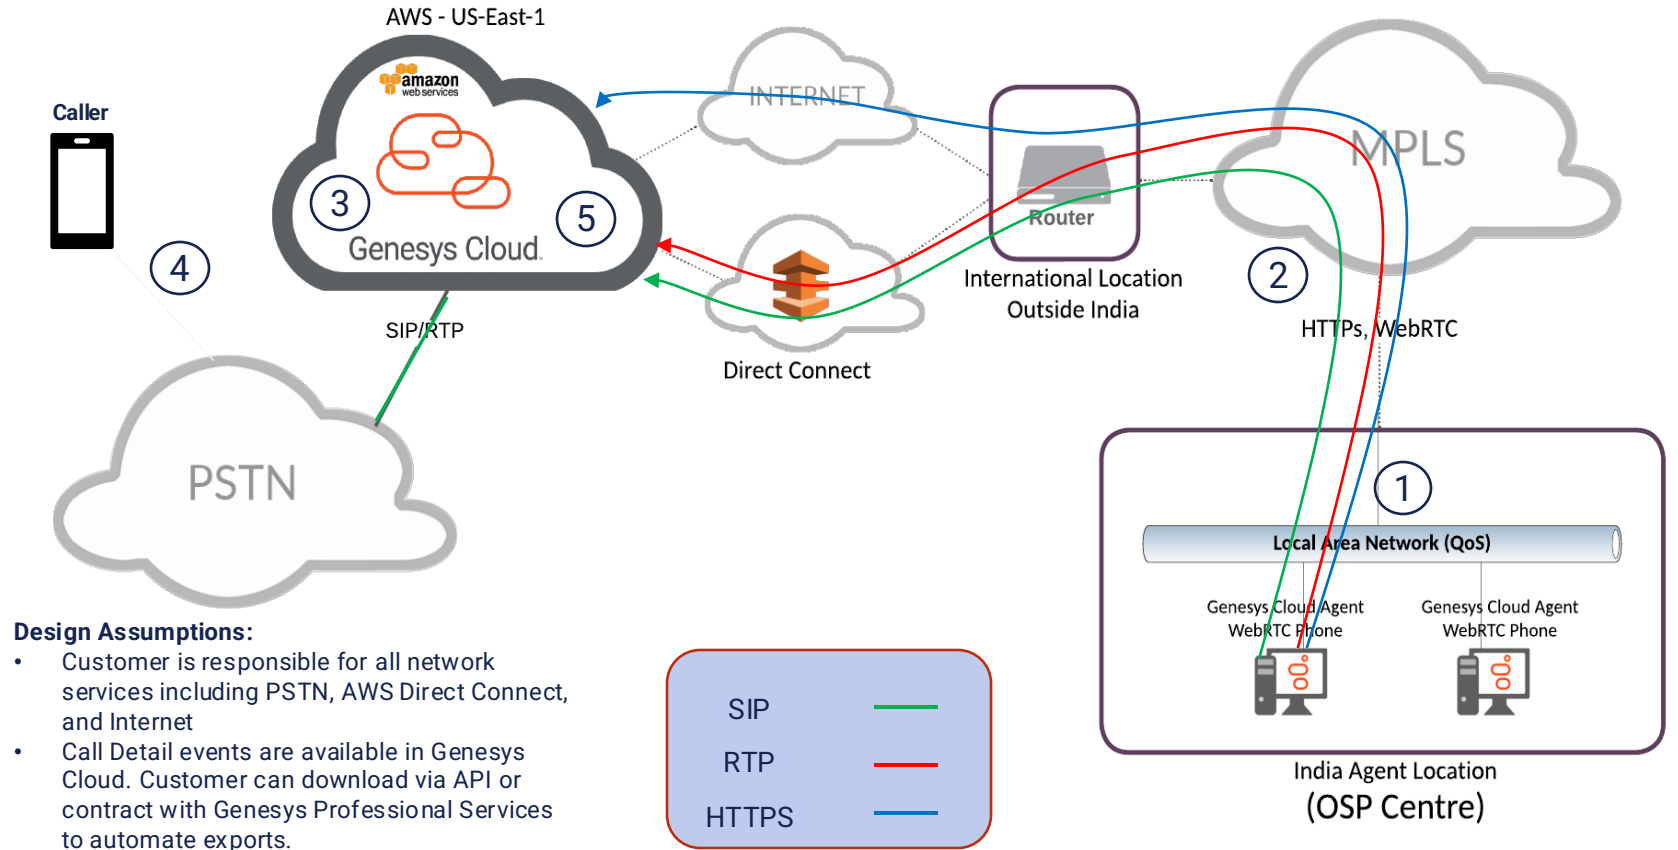 AWS - US-East-1
Caller
amazon
web services
INTERNET
MPLS
3
5
Genesys Cloud
Router
4
2
International Location
Outside India
SIP/RTP
HTTPs, WebRTC
Direct Connect
PSTN
1
Local Area Network (QoS)
Genesys Cloud Agent
WebRTC Phone
Genesys Cloud Agent
WebRTC Phone
Design Assumptions:
• Customer is responsible for all network
services including PSTN, AWS Direct Connect,
and Internet
• Call Detail events are available in Genesys
Cloud. Customer can download via API or
contract with Genesys Professional Services
to automate exports.
SIP
RTP
HTTPS
India Agent Location
(OSP Centre)